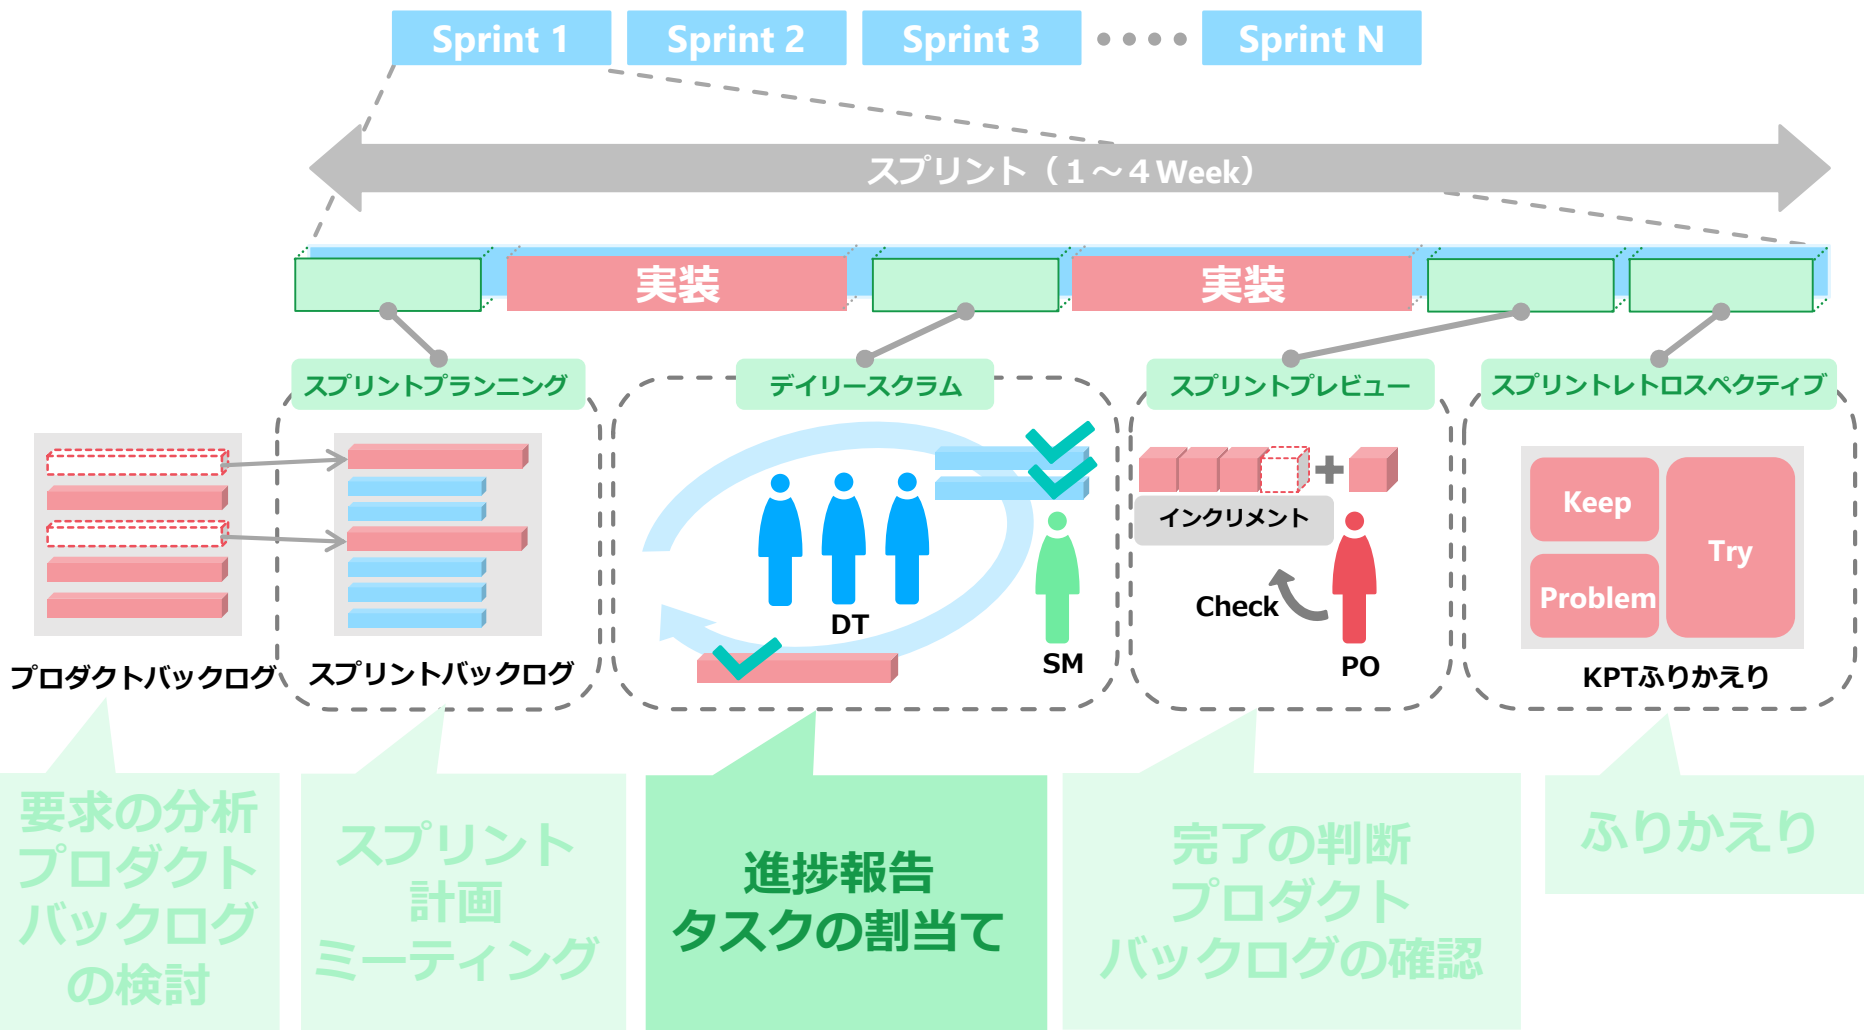 Sprint 1
Sprint 2
Sprint 3
Sprint N
スプリント（１～４Week）
実装
実装
スプリントプランニング
デイリースクラム
スプリントプレビュー
スプリントレトロスペクティブ
インクリメント
Keep
Problem
Try
Check
DT
SM
PO
プロダクトバックログ
スプリントバックログ
KPTふりかえり
要求の分析
プロダクト
バックログ
の検討
スプリント
計画
ミーティング
進捗報告
タスクの割当て
完了の判断
プロダクト
バックログの確認
ふりかえり